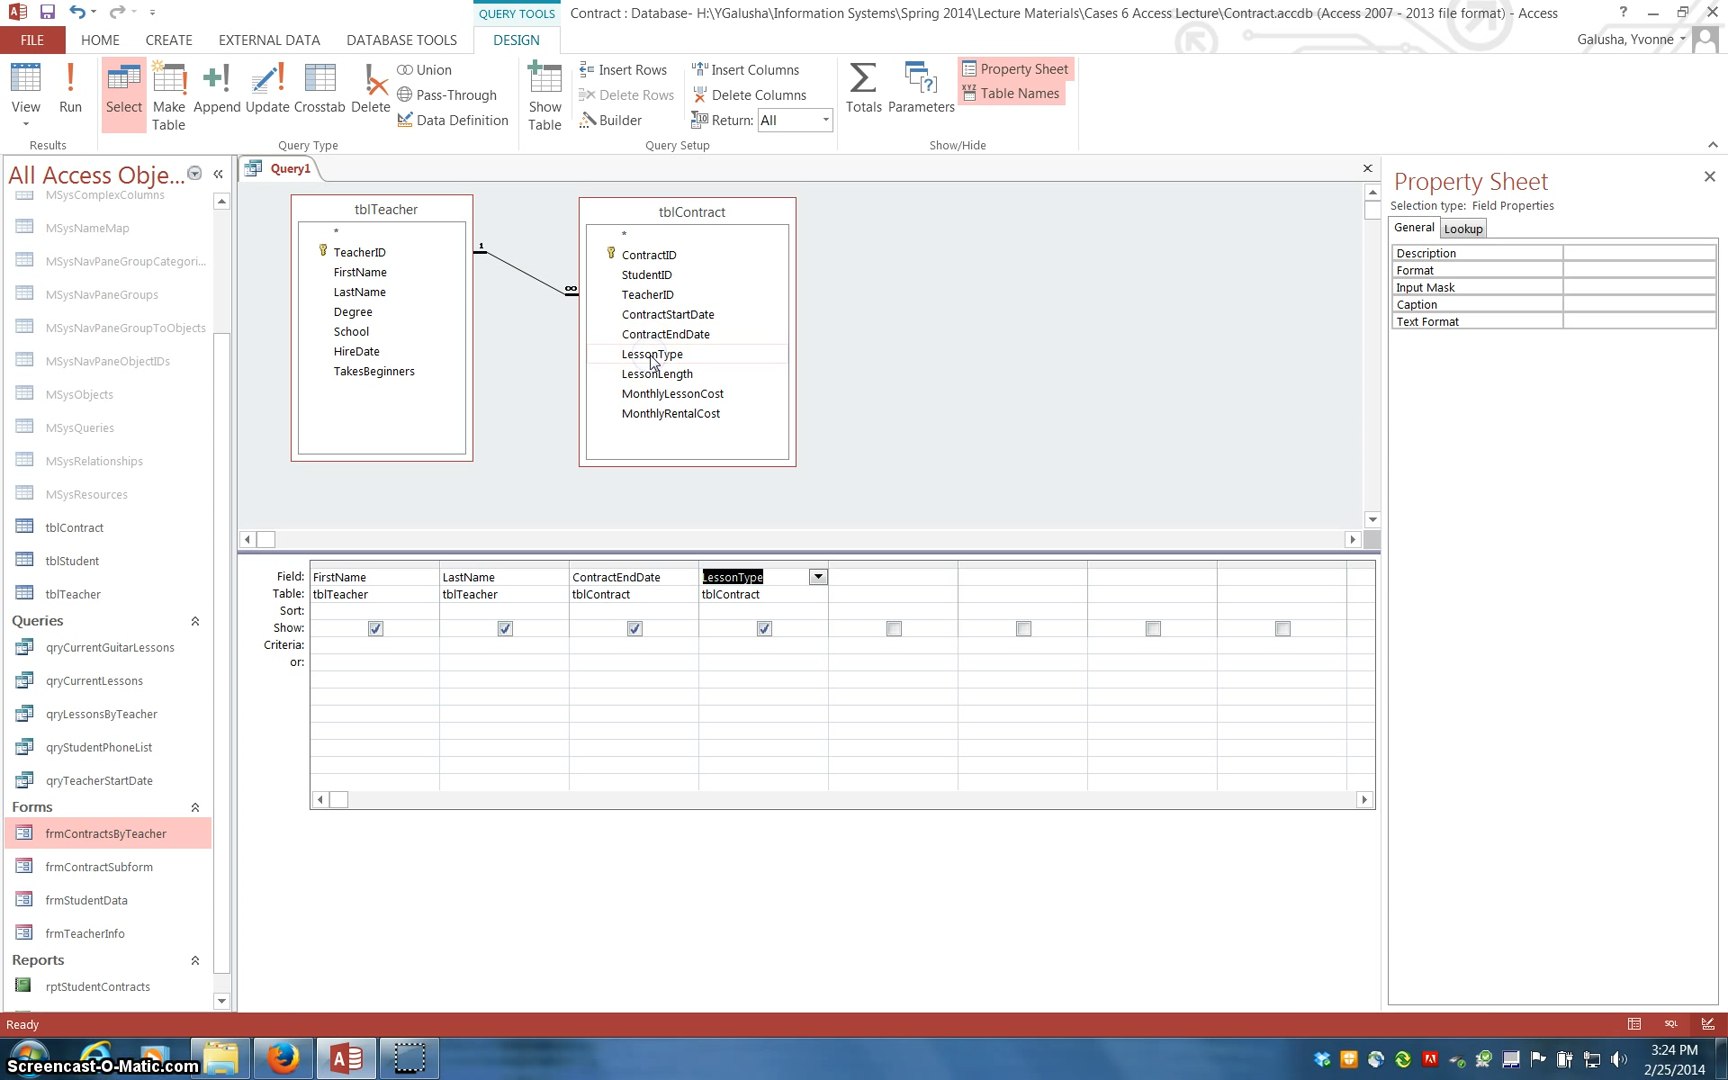 QUERY TOOLS
Contract : Database- H:\YGalusha\Information Systems\Spring 2014\Lecture Materials\Cases 6 Access Lecture\Contract.accdb (Access 2007 - 2013 file format) - Access
FILE HOME CREATE EXTERNAL DATA DATABASE TOOLS DESIGN
Galusha, Yvonne
View Run
Results
Select Make Table Append Update Crosstab Delete
Union
Pass-Through
Data Definition
Query Type
Show Table
Insert Rows
Delete Rows
Builder
Insert Columns
Delete Columns
Return: All
Query Setup
Totals Parameters
Property Sheet
Table Names
Show/Hide
All Access Obje...
MSysComplexColumns
MSysNameMap
MSysNavPaneGroupCategori...
MSysNavPaneGroups
MSysNavPaneGroupToObjects
MSysNavPaneObjectIDs
MSysObjects
MSysQueries
MSysRelationships
MSysResources
tblContract
tblStudent
tblTeacher
Queries
qryCurrentGuitarLessons
qryCurrentLessons
qryLessonsByTeacher
qryStudentPhoneList
qryTeacherStartDate
Forms
frmContractsByTeacher
frmContractSubform
frmStudentData
frmTeacherInfo
Reports
rptStudentContracts
Query1
tblTeacher
*
TeacherID
FirstName
LastName
Degree
School
HireDate
TakesBeginners
1 ∞
tblContract
*
ContractID
StudentID
TeacherID
ContractStartDate
ContractEndDate
LessonType
LessonLength
MonthlyLessonCost
MonthlyRentalCost
Field: FirstName LastName ContractEndDate LessonType
Table: tblTeacher tblTeacher tblContract tblContract
Sort:
Show:
Criteria:
or:
Property Sheet
Selection type: Field Properties
General Lookup
Description
Format
Input Mask
Caption
Text Format
Ready
SQL
Screencast-O-Matic.com
3:24 PM
2/25/2014